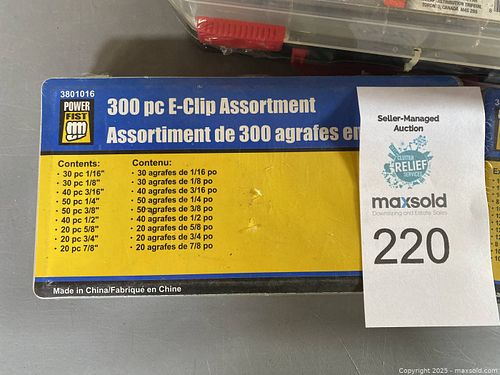 DISTRIBUTION
CANADA
3801016
POWER
FIST
300 pc E-Clip Assortment
Assortiment de 300 agrafes en
Contents:
· 30 pc 1/16"
· 30 pc 1/8"
· 40 pc 3/16"
· 50 pc 1/4"
· 50 pc 3/8"
· 40 pc 1/2"
· 20 pc 5/8"
· 20 pc 3/4"
· 20 pc 7/8"
Contenu:
· 30 agrafes de 1/16 po
· 30 agrafes de 1/8 po
· 40 agrafes de 3/16 po
· 50 agrafes de 1/4 po
· 50 agrafes de 3/8 po
· 40 agrafes de 1/2 po
· 20 agrafes de 5/8 po
· 20 agrafes de 3/4 po
· 20 agrafes de 7/8 po
Made in China/Fabriqué en Chine
Seller-Managed
Auction
CLUTTER
RELIEF
SERVICES
maxsold
Downsizing and Estate Sales
220
Copyright © 2025 - maxsold.com